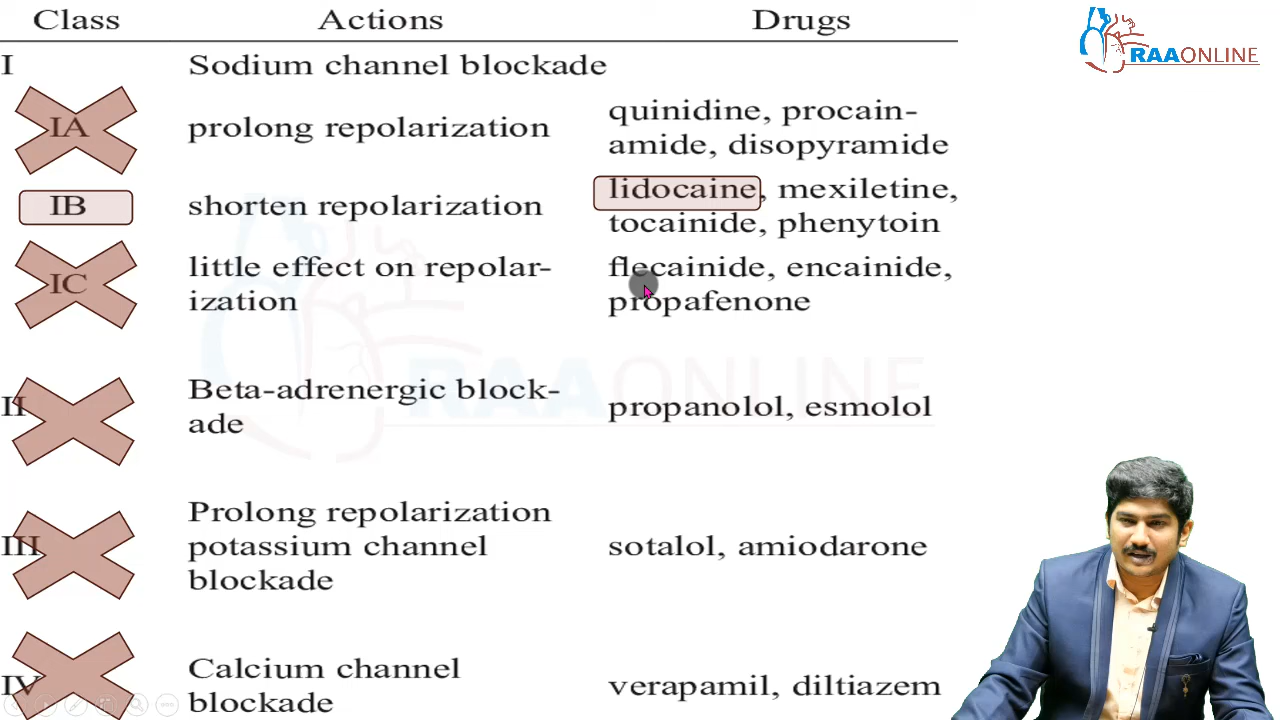 Class Actions Drugs
RAAONLINE
I Sodium channel blockade
IA prolong repolarization quinidine, procain-
amide, disopyramide
IB shorten repolarization lidocaine, mexiletine,
tocainide, phenytoin
IC little effect on repolar-
ization flecainide, encainide,
propafenone
RAAONLINE
II Beta-adrenergic block-
ade propanolol, esmolol
III Prolong repolarization
potassium channel
blockade sotalol, amiodarone
IV Calcium channel
blockade verapamil, diltiazem